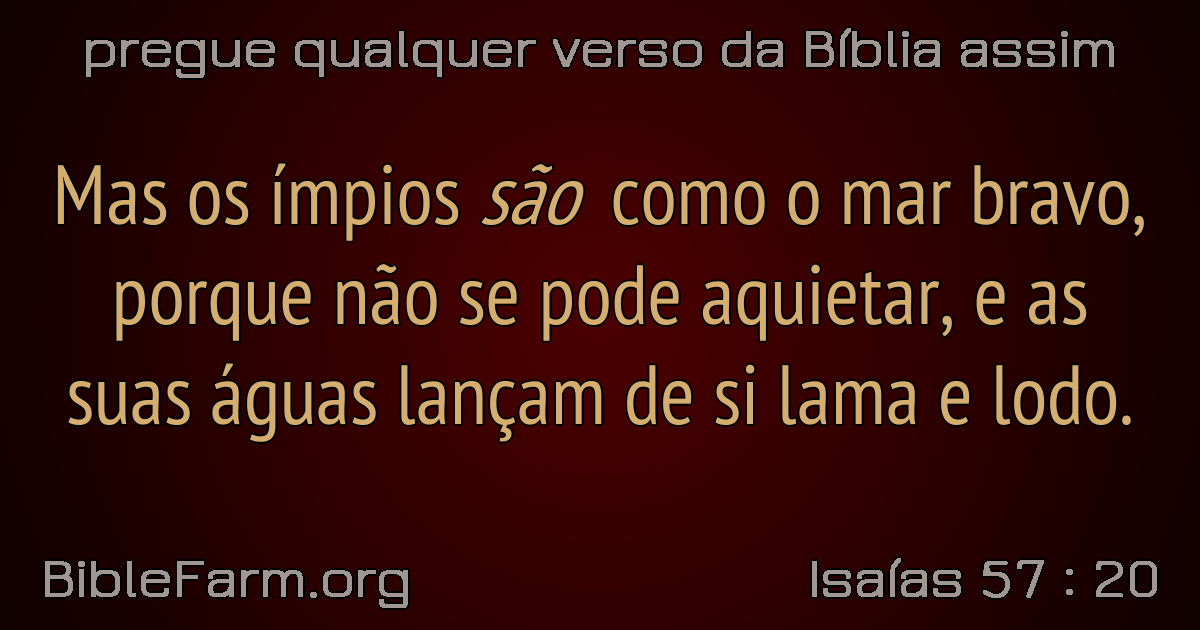 pregue qualquer verso da Bíblia assim
Mas os ímpios são como o mar bravo,
porque não se pode aquietar, e as
suas águas lançam de si lama e lodo.
BibleFarm.org
Isaías 57 : 20